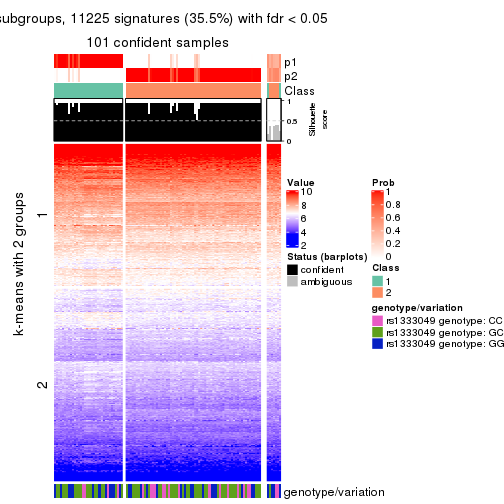 subgroups, 11225 signatures (35.5%) with fdr < 0.05
101 confident samples
p1
p2
Class
1
0.5
0
Silhouette
score
k-means with 2 groups
1
2
Value
10
8
6
4
2
Status (barplots)
confident
ambiguous
Prob
1
0.8
0.6
0.4
0.2
0
Class
1
2
genotype/variation
rs1333049 genotype: CC
rs1333049 genotype: GC
rs1333049 genotype: GG
genotype/variation